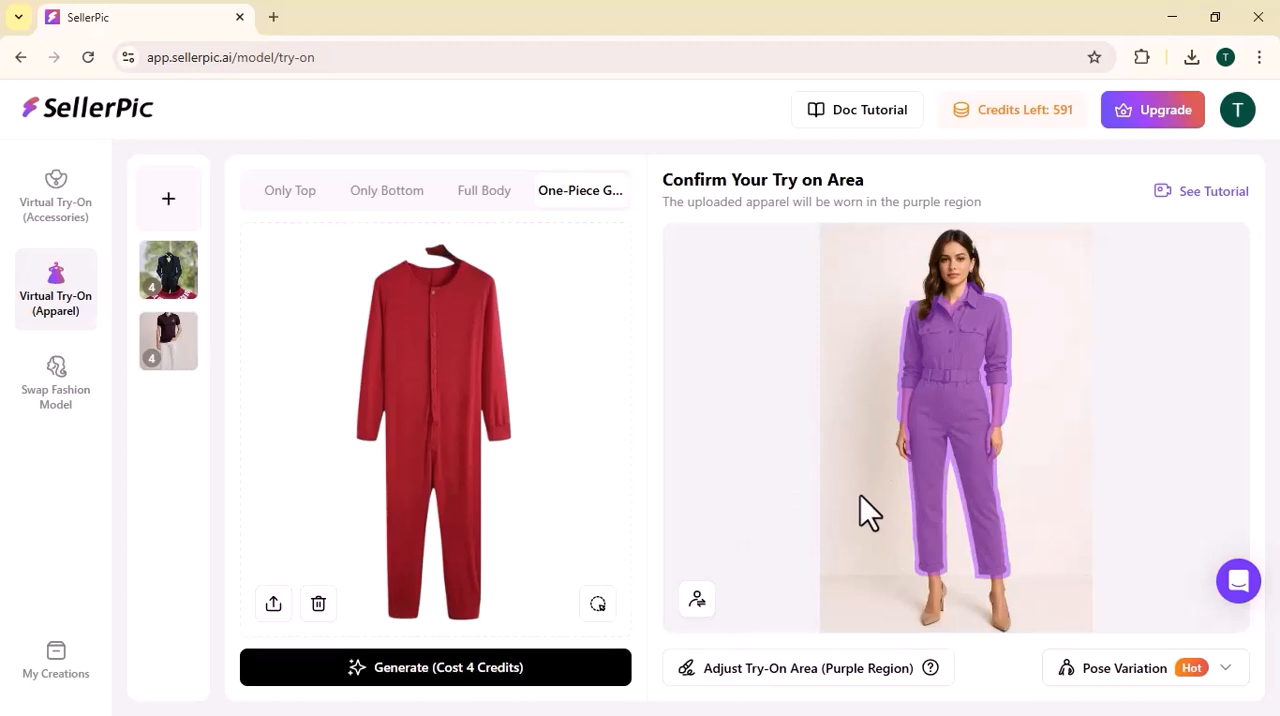 SellerPic
app.sellerpic.ai/model/try-on
T
SellerPic
Doc Tutorial
Credits Left: 591
Upgrade
T
Virtual Try-On
(Accessories)
Virtual Try-On
(Apparel)
Swap Fashion
Model
My Creations
4
4
Only Top
Only Bottom
Full Body
One-Piece G...
Generate (Cost 4 Credits)
Confirm Your Try on Area
The uploaded apparel will be worn in the purple region
See Tutorial
Adjust Try-On Area (Purple Region)
Pose Variation
Hot